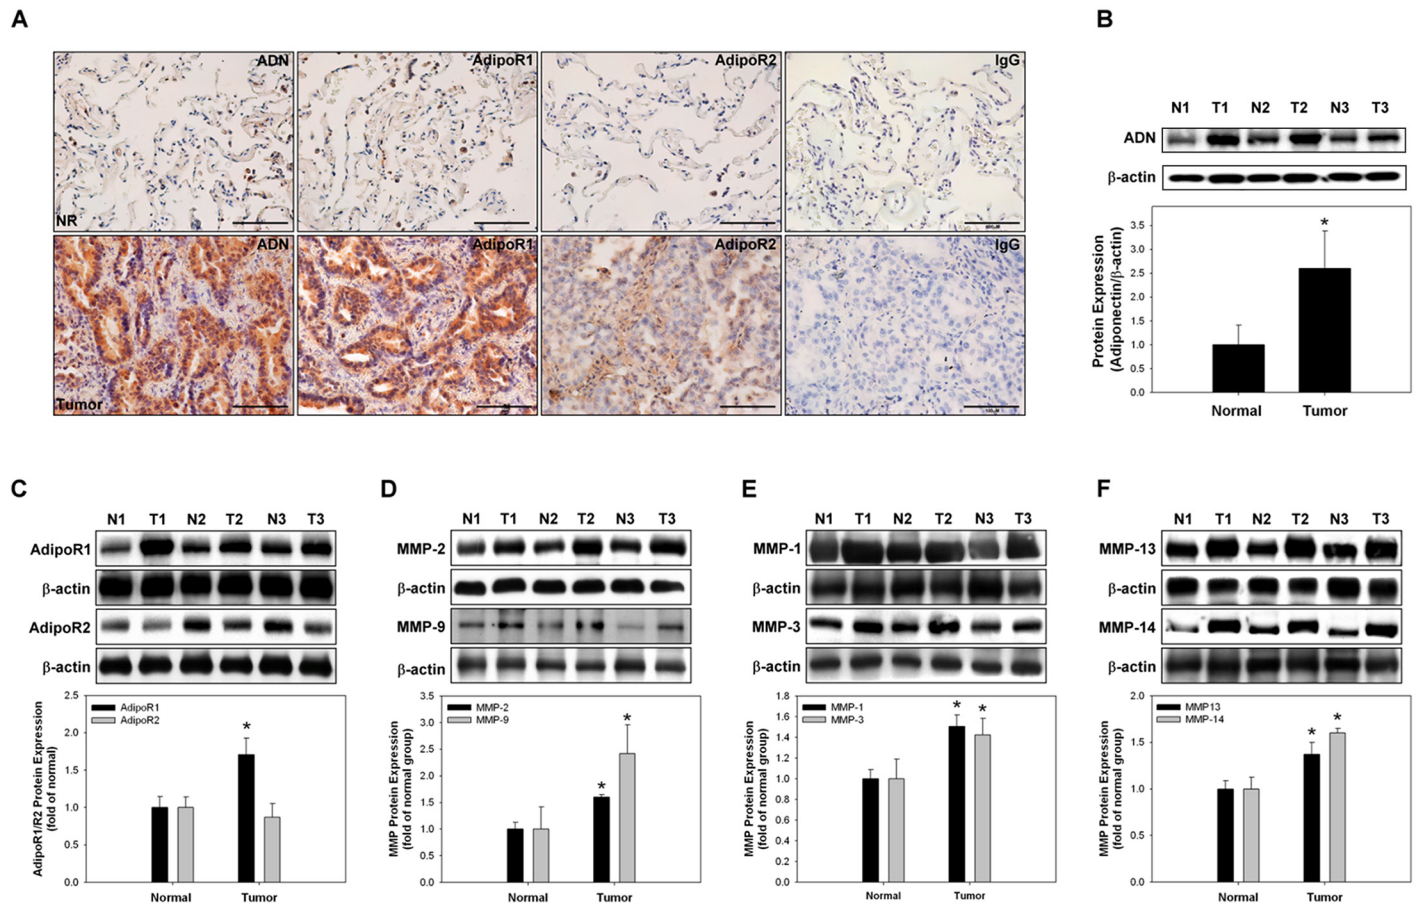 A
ADN
AdipoR1
AdipoR2
IgG
NR
ADN
AdipoR1
AdipoR2
IgG
Tumor
B
N1 T1 N2 T2 N3 T3
ADN
β-actin
Protein Expression
(Adiponectin/β-actin)
3.5
3.0
2.5
2.0
1.5
1.0
0.5
0.0
*
Normal Tumor
C
N1 T1 N2 T2 N3 T3
AdipoR1
β-actin
AdipoR2
β-actin
AdipoR1/R2 Protein Expression
(fold of normal)
2.5
2.0
1.5
1.0
0.5
0.0
AdipoR1
AdipoR2
*
Normal Tumor
D
N1 T1 N2 T2 N3 T3
MMP-2
β-actin
MMP-9
β-actin
MMP Protein Expression
(fold of normal group)
3.5
3.0
2.5
2.0
1.5
1.0
0.5
0.0
MMP-2
MMP-9
* *
Normal Tumor
E
N1 T1 N2 T2 N3 T3
MMP-1
β-actin
MMP-3
β-actin
MMP Protein Expression
(fold of normal group)
1.8
1.6
1.4
1.2
1.0
0.8
0.6
0.4
0.2
0.0
MMP-1
MMP-3
* *
Normal Tumor
F
N1 T1 N2 T2 N3 T3
MMP-13
β-actin
MMP-14
β-actin
MMP Protein Expression
(fold of normal group)
2.0
1.5
1.0
0.5
0.0
MMP13
MMP-14
* *
Normal Tumor